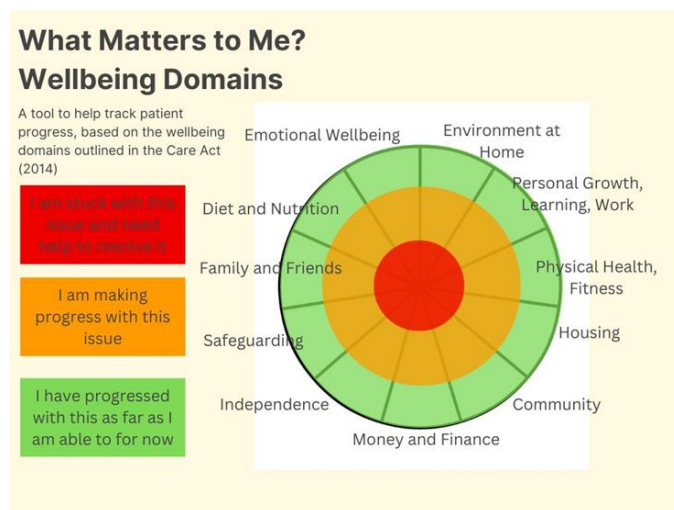 What Matters to Me?
Wellbeing Domains
A tool to help track patient
progress, based on the wellbeing
domains outlined in the Care Act
(2014)
I am stuck with this
issue and need
help to resolve it
I am making
progress with this
issue
I have progressed
with this as far as I
am able to for now
Emotional Wellbeing
Environment at
Home
Personal Growth,
Learning, Work
Diet and Nutrition
Family and Friends
Physical Health,
Fitness
Safeguarding
Housing
Independence
Community
Money and Finance